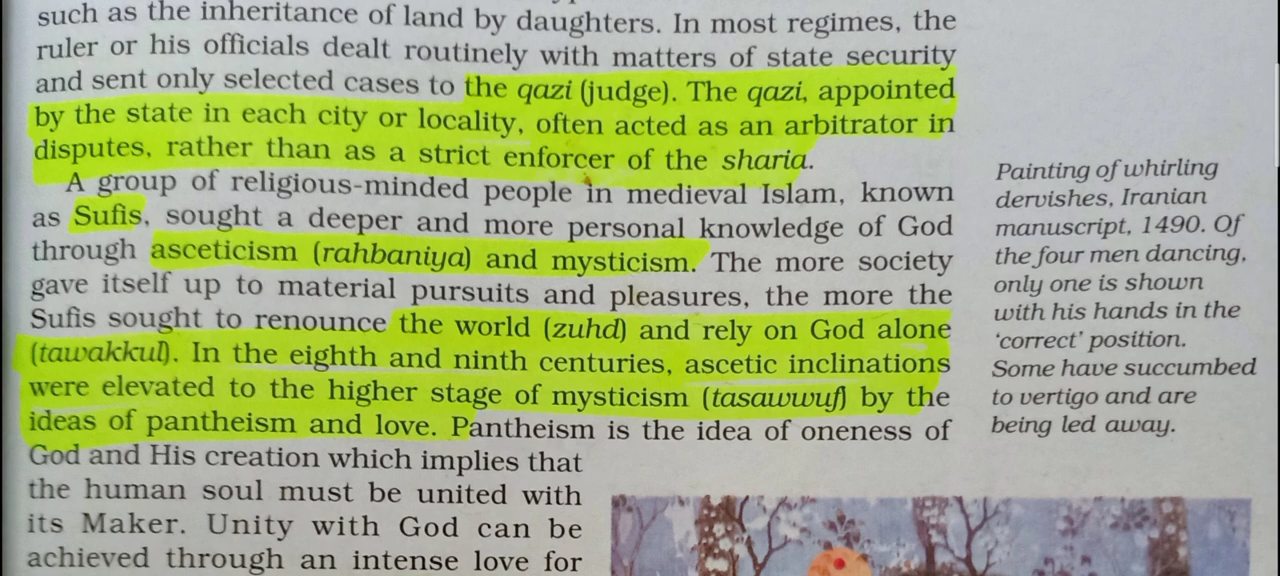 such as the inheritance of land by daughters. In most regimes, the
ruler or his officials dealt routinely with matters of state security
and sent only selected cases to the qazi (judge). The qazi, appointed
by the state in each city or locality, often acted as an arbitrator in
disputes, rather than as a strict enforcer of the sharia.
A group of religious-minded people in medieval Islam, known
as Sufis, sought a deeper and more personal knowledge of God
through asceticism (rahbaniya) and mysticism. The more society
gave itself up to material pursuits and pleasures, the more the
Sufis sought to renounce the world (zuhd) and rely on God alone
(tawakkul). In the eighth and ninth centuries, ascetic inclinations
were elevated to the higher stage of mysticism (tasawwuf) by the
ideas of pantheism and love. Pantheism is the idea of oneness of
God and His creation which implies that
the human soul must be united with
its Maker. Unity with God can be
achieved through an intense love for
Painting of whirling
dervishes, Iranian
manuscript, 1490. Of
the four men dancing,
only one is shown
with his hands in the
‘correct’ position.
Some have succumbed
to vertigo and are
being led away.